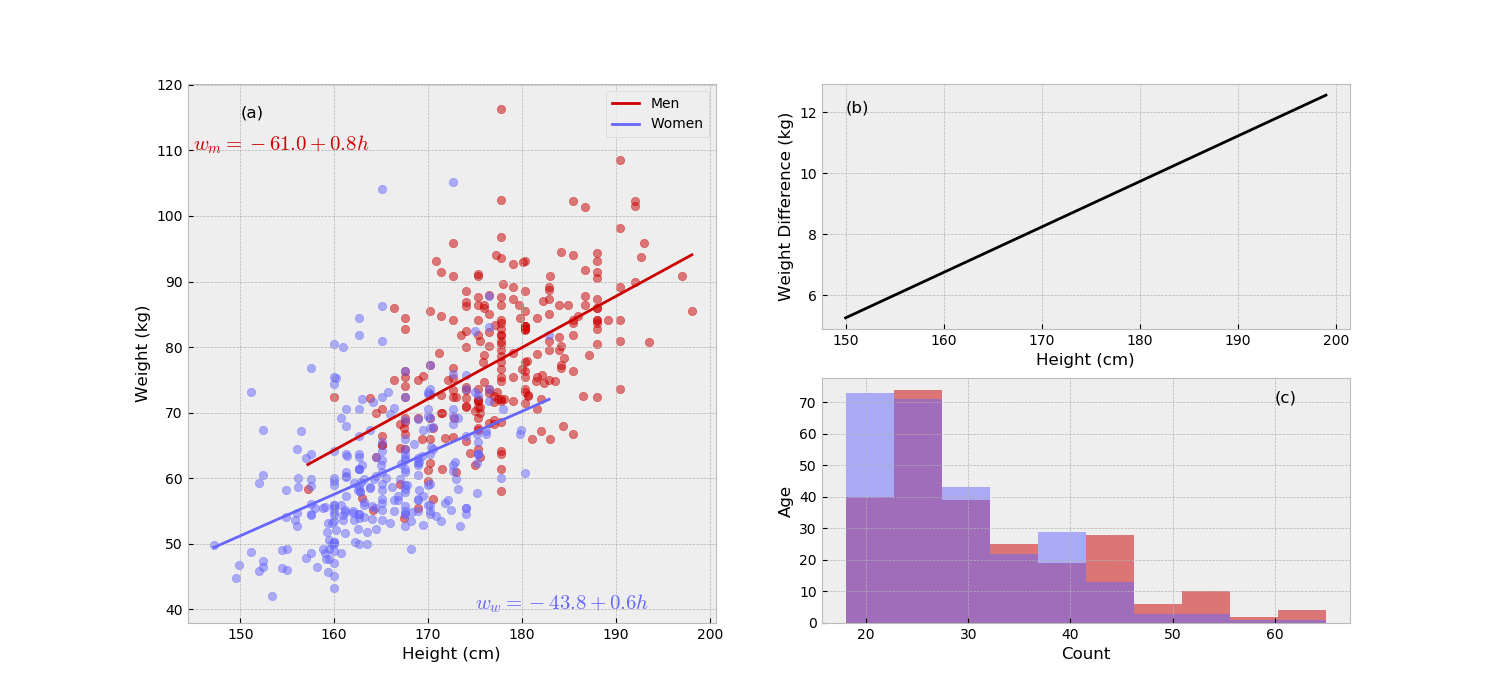 (a)
Men
Women
w_m = −61.0 + 0.8h
w_w = −43.8 + 0.6h
120
110
100
90
80
70
60
50
40
Weight (kg)
150 160 170 180 190 200
Height (cm)
(b)
12
10
8
6
Weight Difference (kg)
150 160 170 180 190 200
Height (cm)
(c)
70
60
50
40
30
20
10
0
Age
20 30 40 50 60
Count